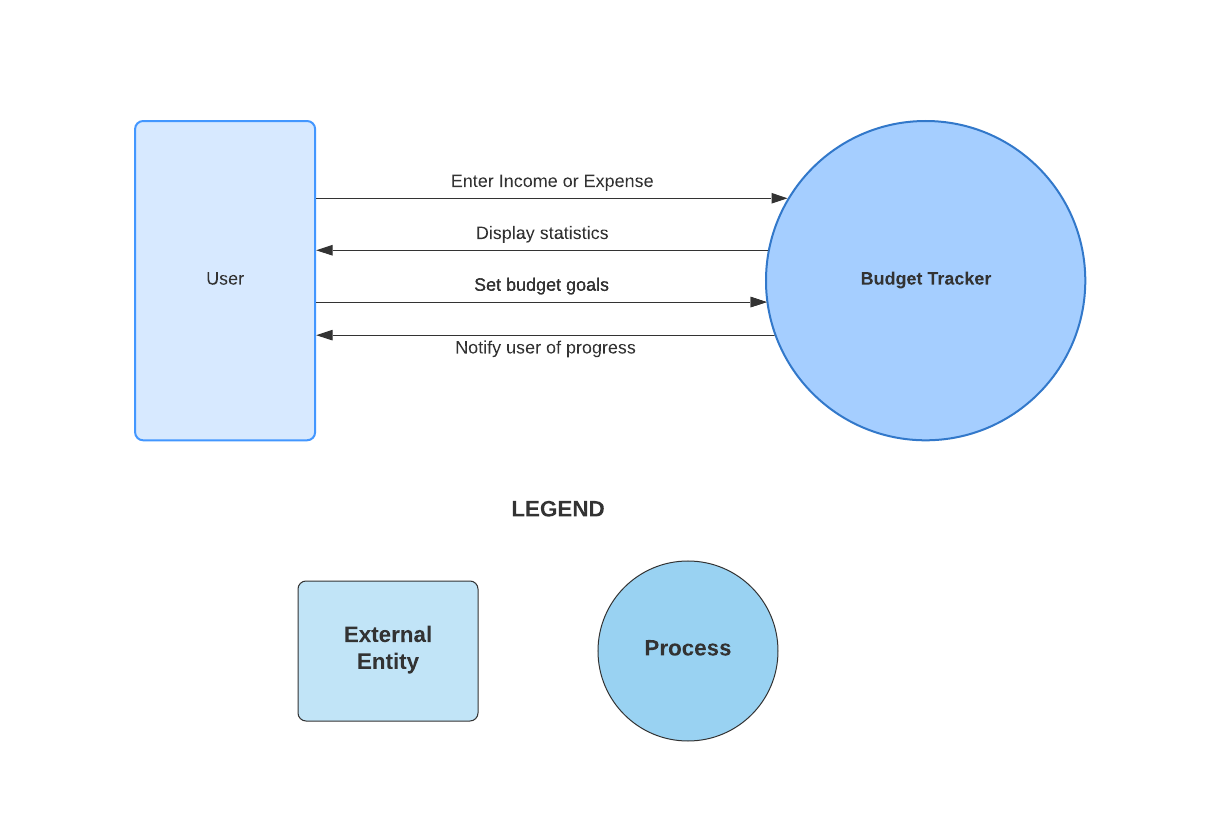 Enter Income or Expense
Display statistics
User
Set budget goals
Budget Tracker
Notify user of progress
LEGEND
External
Entity
Process